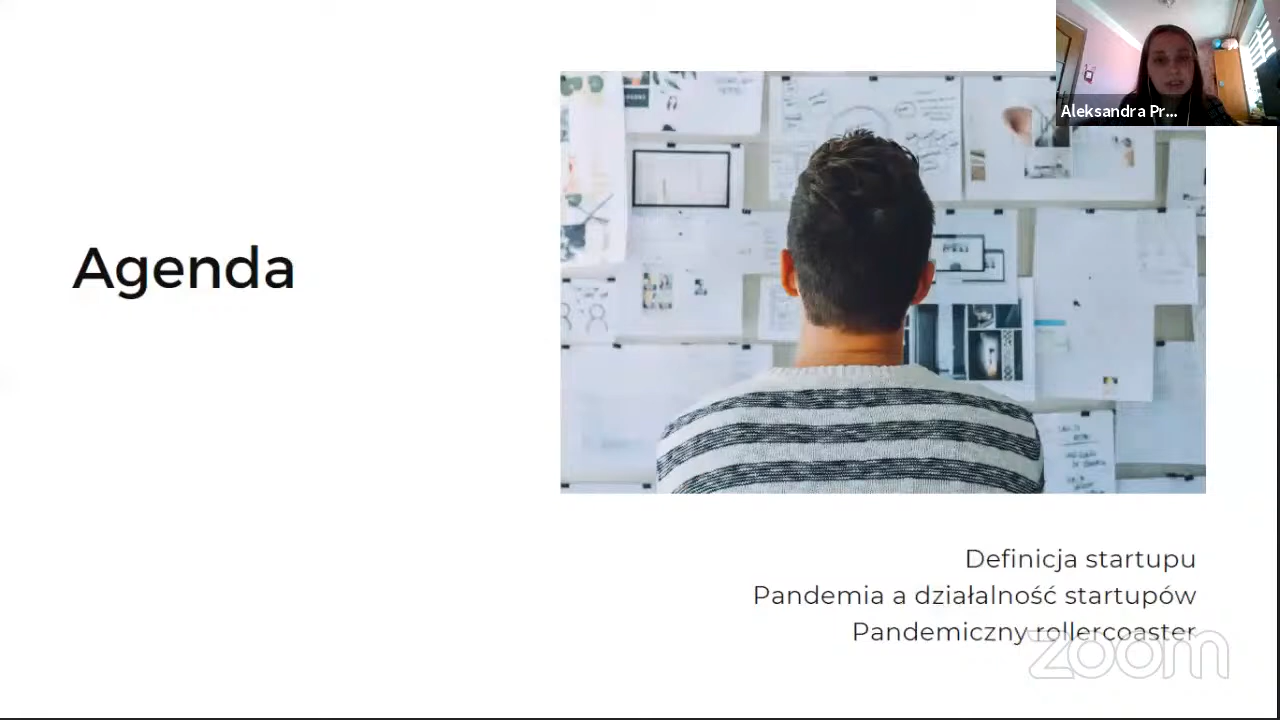 Aleksandra Pr...
Agenda
Definicja startupu
Pandemia a działalność startupów
Pandemiczny rollercoaster
zoom